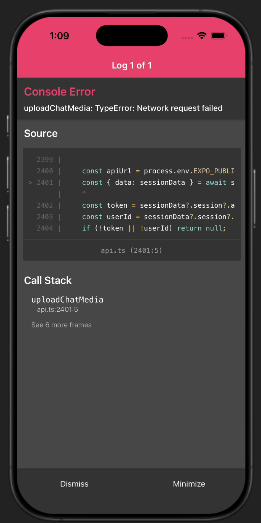 1:09
Log 1 of 1
Console Error
uploadChatMedia: TypeError: Network request failed
Source
2399 |
2400 | const apiUrl = process.env.EXPO_PUBLI
> 2401 | const { data: sessionData } = await s
| ^
2402 | const token = sessionData?.session?.a
2403 | const userId = sessionData?.session?.
2404 | if (!token || !userId) return null;
api.ts (2401:5)
Call Stack
uploadChatMedia
api.ts:2401:5
See 6 more frames
Dismiss
Minimize